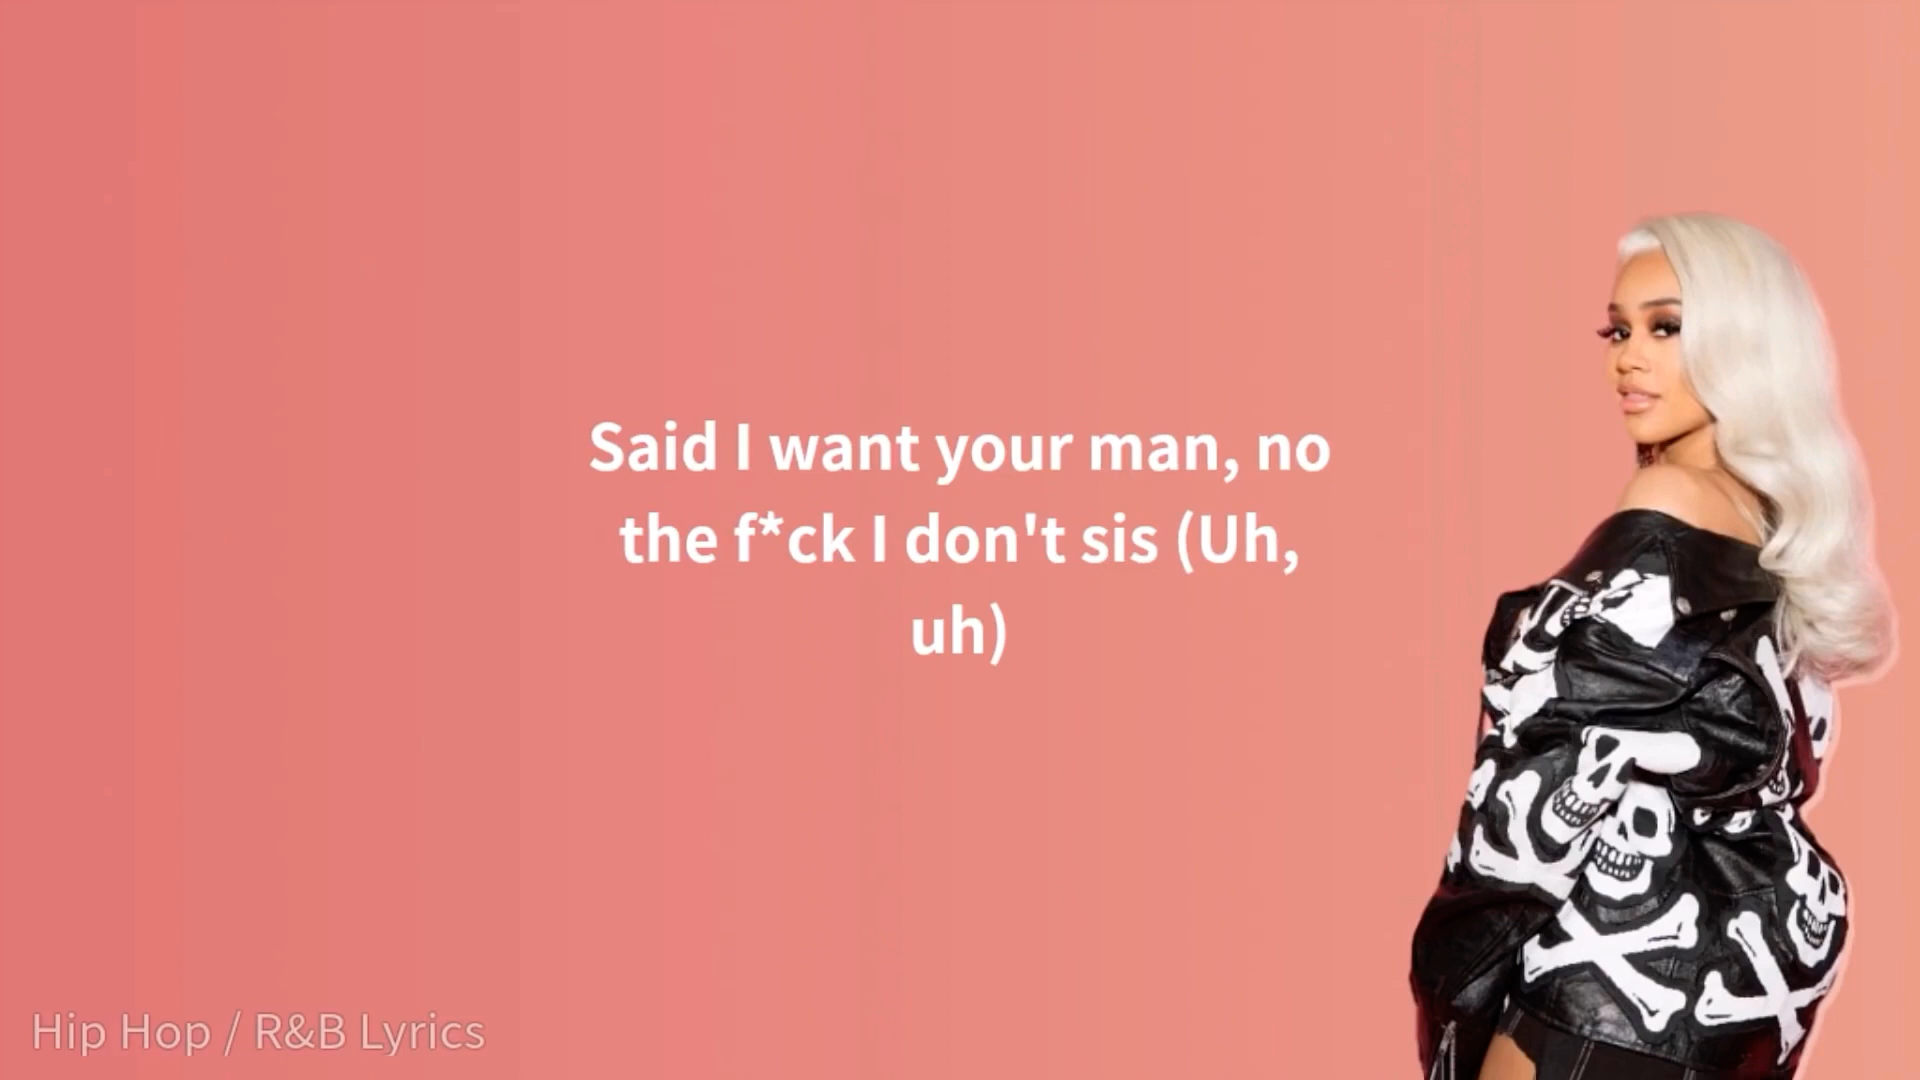 Said I want your man, no
the f*ck I don't sis (Uh,
uh)
Hip Hop / R&B Lyrics